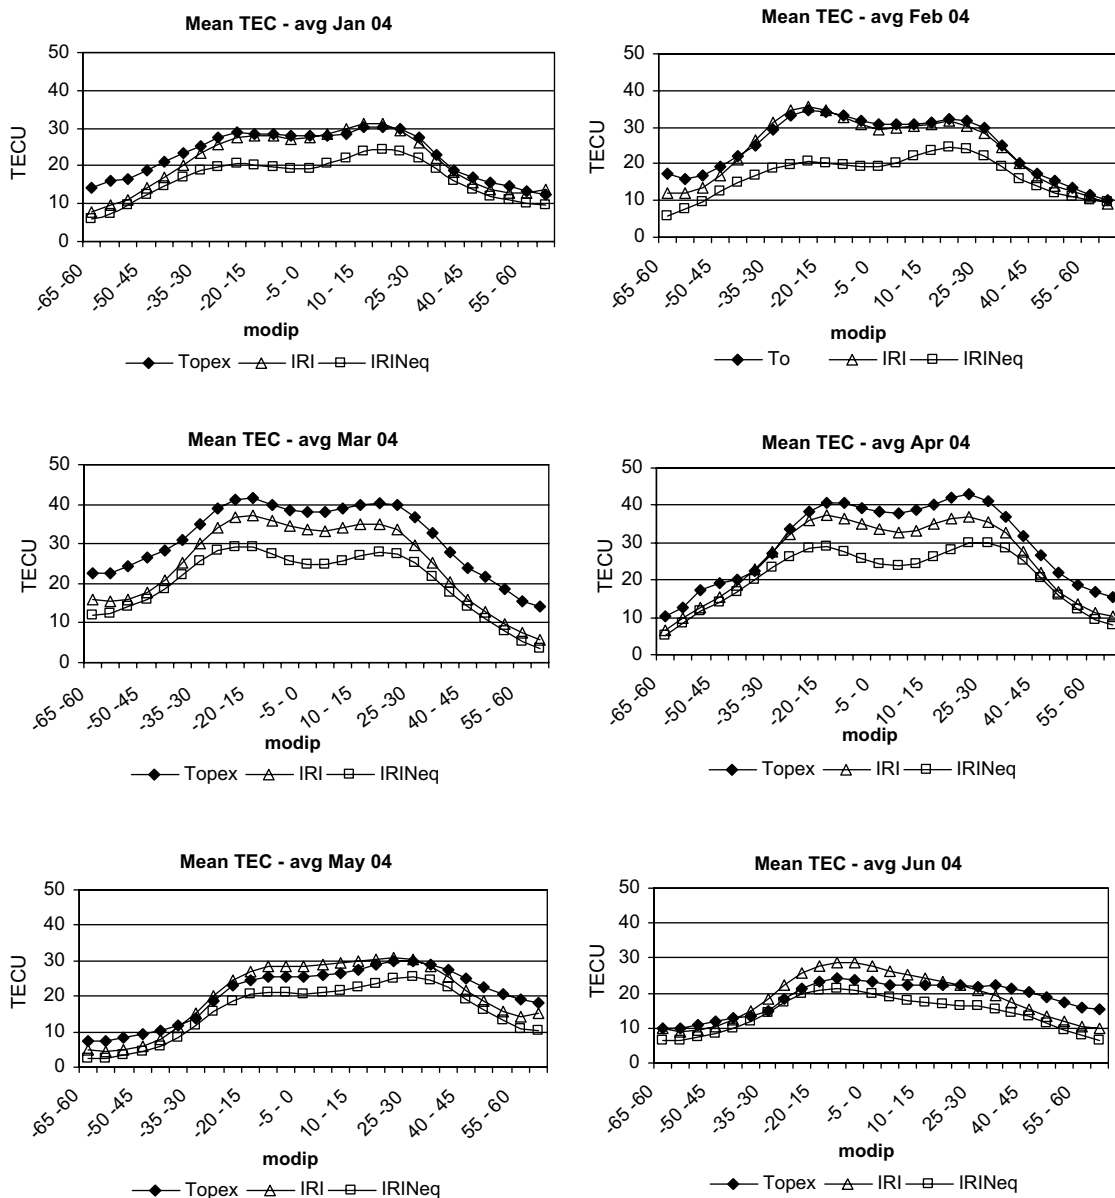 Mean TEC - avg Jan 04
50
40
30
20
10
0
TECU
-65 -60
-50 -45
-35 -30
-20 -15
-5 - 0
10 - 15
25 -30
40 - 45
55 - 60
modip
Topex IRI IRINeq
Mean TEC - avg Feb 04
50
40
30
20
10
0
TECU
-65 -60
-50 -45
-35 -30
-20 -15
-5 - 0
10 - 15
25 -30
40 - 45
55 - 60
modip
To IRI IRINeq
Mean TEC - avg Mar 04
50
40
30
20
10
0
TECU
-65 -60
-50 -45
-35 -30
-20 -15
-5 - 0
10 - 15
25 -30
40 - 45
55 - 60
modip
Topex IRI IRINeq
Mean TEC - avg Apr 04
50
40
30
20
10
0
TECU
-65 -60
-50 -45
-35 -30
-20 -15
-5 - 0
10 - 15
25 -30
40 - 45
55 - 60
modip
Topex IRI IRINeq
Mean TEC - avg May 04
50
40
30
20
10
0
TECU
-65 -60
-50 -45
-35 -30
-20 -15
-5 - 0
10 - 15
25 -30
40 - 45
55 - 60
modip
Topex IRI IRINeq
Mean TEC - avg Jun 04
50
40
30
20
10
0
TECU
-65 -60
-50 -45
-35 -30
-20 -15
-5 - 0
10 - 15
25 -30
40 - 45
55 - 60
modip
Topex IRI IRINeq